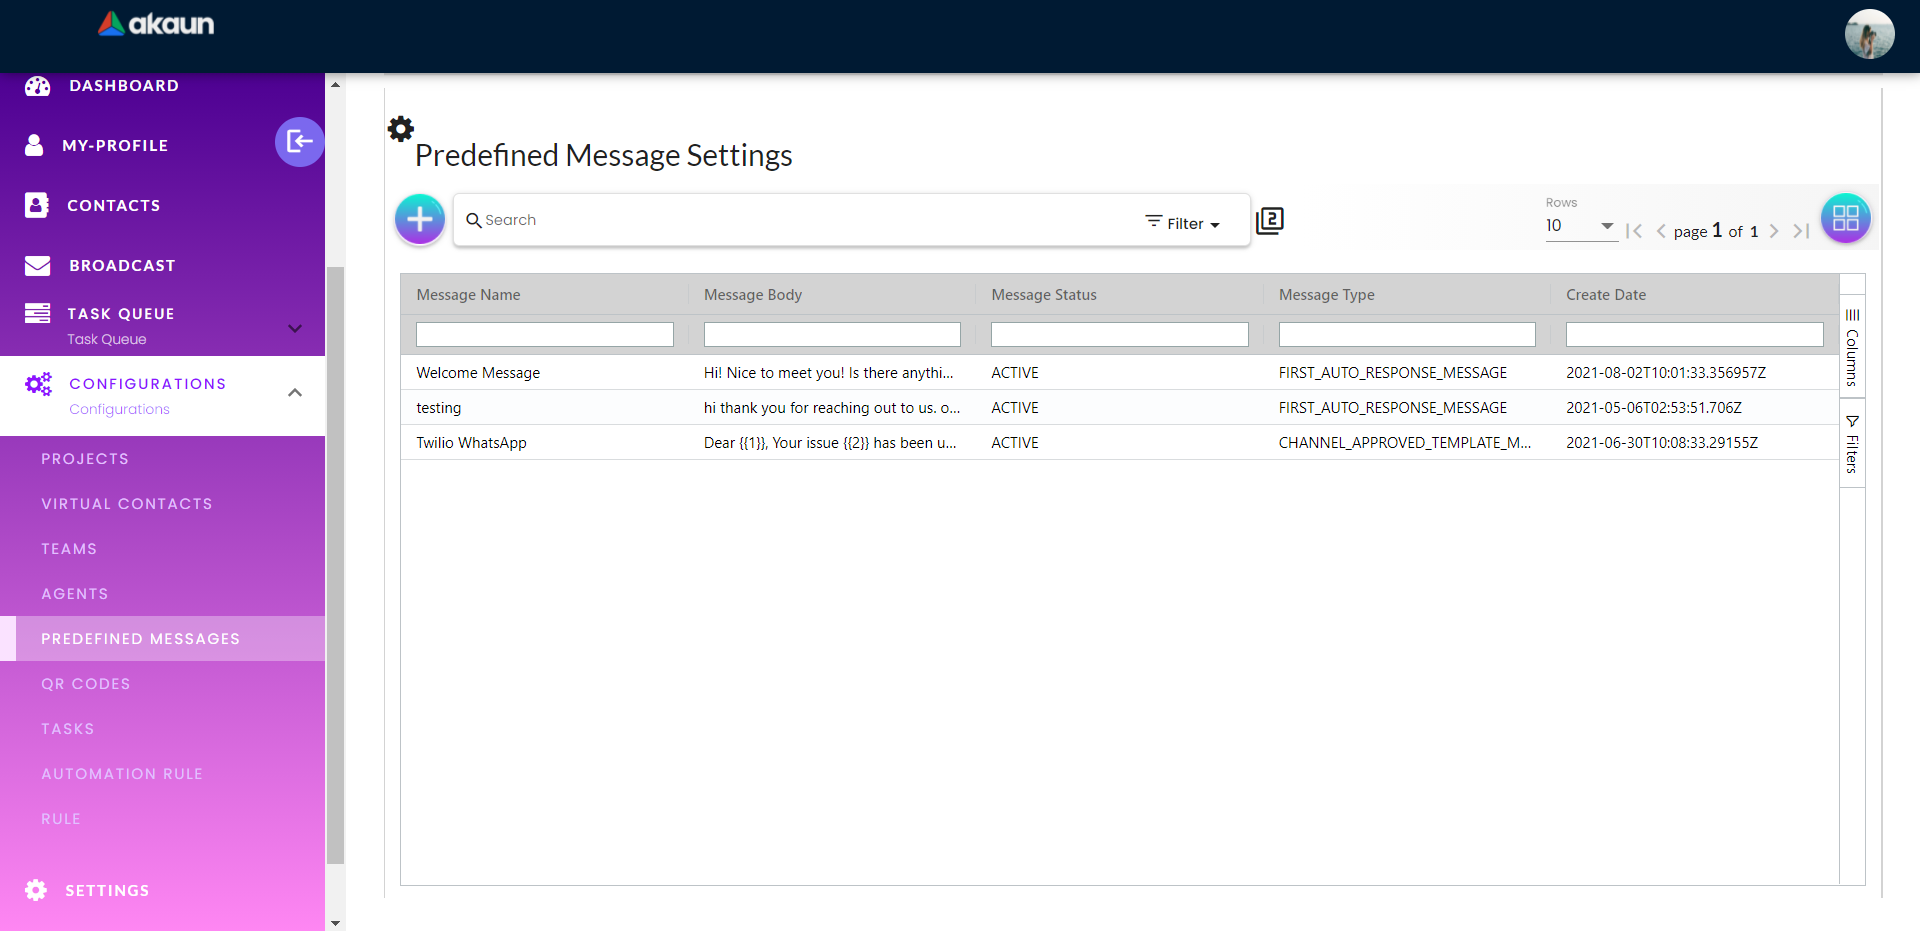 akaun
DASHBOARD
MY-PROFILE
CONTACTS
BROADCAST
TASK QUEUE
Task Queue
CONFIGURATIONS
Configurations
PROJECTS
VIRTUAL CONTACTS
TEAMS
AGENTS
PREDEFINED MESSAGES
QR CODES
TASKS
AUTOMATION RULE
RULE
SETTINGS
Predefined Message Settings
Search
Filter
2
Rows
10
page 1 of 1
Message Name Message Body Message Status Message Type Create Date
Welcome Message Hi! Nice to meet you! Is there anythi... ACTIVE FIRST_AUTO_RESPONSE_MESSAGE 2021-08-02T10:01:33.356957Z
testing hi thank you for reaching out to us. o... ACTIVE FIRST_AUTO_RESPONSE_MESSAGE 2021-05-06T02:53:51.706Z
Twilio WhatsApp Dear {{1}}, Your issue {{2}} has been u... ACTIVE CHANNEL_APPROVED_TEMPLATE_M... 2021-06-30T10:08:33.29155Z
Columns
Filters